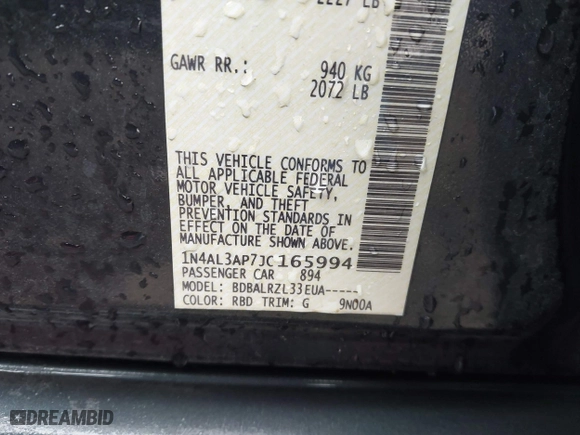 2227 LB
GAWR RR.: 940 KG
2072 LB
THIS VEHICLE CONFORMS TO
ALL APPLICABLE FEDERAL
MOTOR VEHICLE SAFETY,
BUMPER, AND THEFT
PREVENTION STANDARDS IN
EFFECT ON THE DATE OF
MANUFACTURE SHOWN ABOVE.
1N4AL3AP7JC165994
PASSENGER CAR 894
MODEL: BDBALRZL33EUA-----
COLOR: RBD TRIM: G 9N00A
DREAMBID